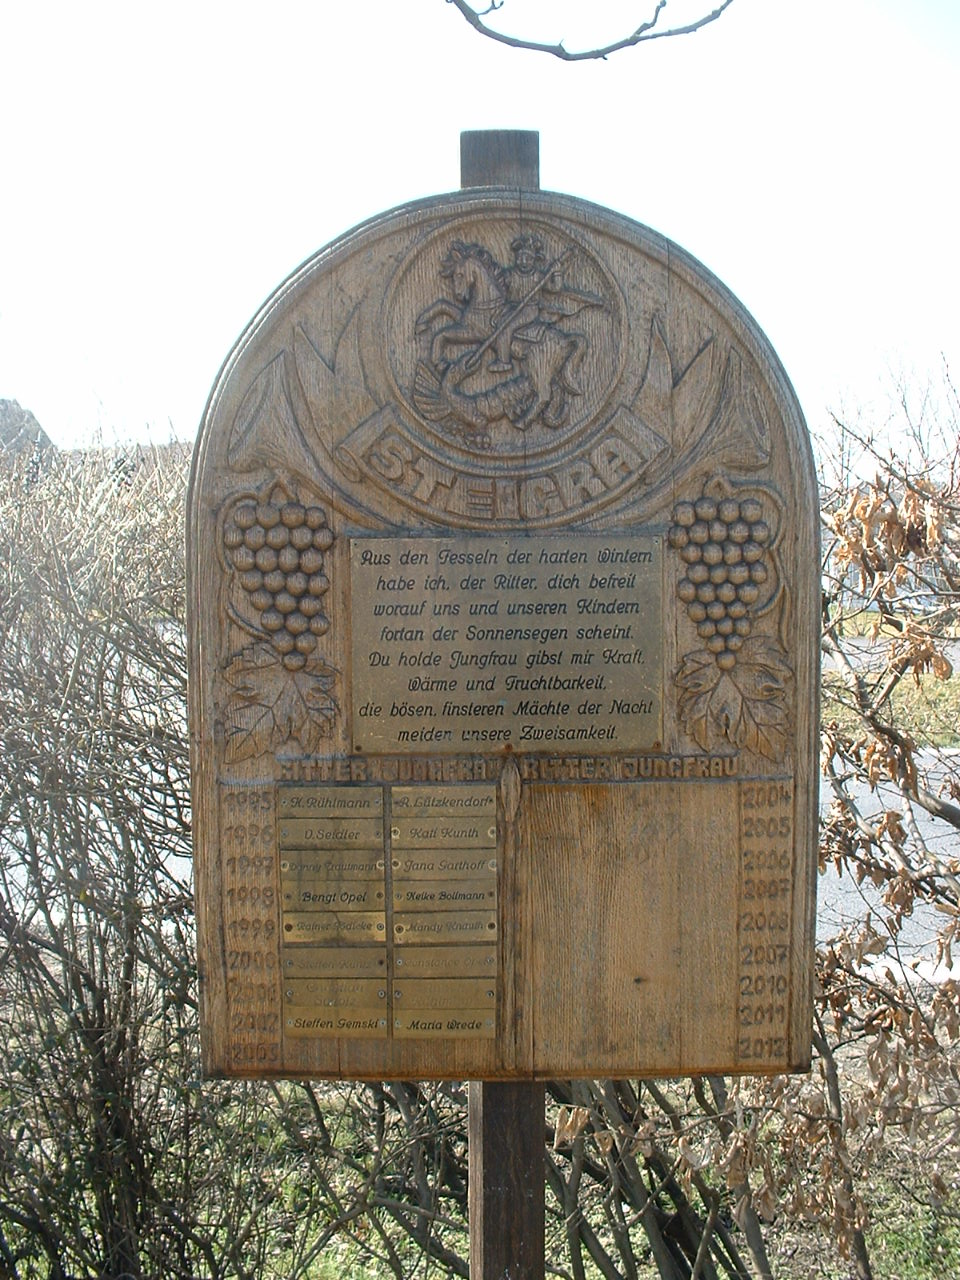 ST. E. GRA
Aus den Fesseln der harten Wintern
habe ich, der Ritter, dich befreit
worauf uns und unseren Kindern
fortan der Sonnensegen scheint.
Du holde Jungfrau gibst mir Kraft,
Wärme und Fruchtbarkeit,
die bösen, finsteren Mächte der Nacht
meiden unsere Zweisamkeit.
RITTER JUNGFRAU RITTER JUNGFRAU
1995 K. Rühlmann R. Lützkendorf 2004
1996 O. Seidler Kati Kunth 2005
1997 Jana Garthoff 2006
1998 Bengt Opel Heike Bollmann 2007
1999 Mandy Knauth 2008
2000 2007
2010
2002 Steffen Gemski Maria Wrede 2011
2003 2012